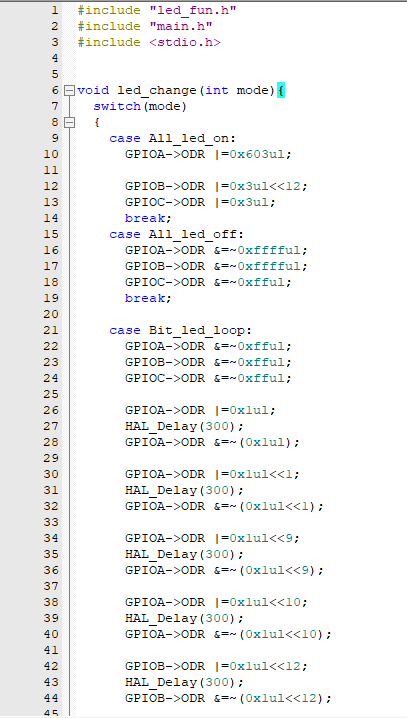 1 #include "led_fun.h"
2 #include "main.h"
3 #include <stdio.h>
4
5
6 void led_change(int mode){
7 switch(mode)
8 {
9 case All_led_on:
10 GPIOA->ODR |=0x603ul;
11
12 GPIOB->ODR |=0x3ul<<12;
13 GPIOC->ODR |=0x3ul;
14 break;
15 case All_led_off:
16 GPIOA->ODR &=~0xffful;
17 GPIOB->ODR &=~0xffful;
18 GPIOC->ODR &=~0xfful;
19 break;
20
21 case Bit_led_loop:
22 GPIOA->ODR &=~0xfful;
23 GPIOB->ODR &=~0xfful;
24 GPIOC->ODR &=~0xfful;
25
26 GPIOA->ODR |=0x1ul;
27 HAL_Delay(300);
28 GPIOA->ODR &=~(0x1ul);
29
30 GPIOA->ODR |=0x1ul<<1;
31 HAL_Delay(300);
32 GPIOA->ODR &=~(0x1ul<<1);
33
34 GPIOA->ODR |=0x1ul<<9;
35 HAL_Delay(300);
36 GPIOA->ODR &=~(0x1ul<<9);
37
38 GPIOA->ODR |=0x1ul<<10;
39 HAL_Delay(300);
40 GPIOA->ODR &=~(0x1ul<<10);
41
42 GPIOB->ODR |=0x1ul<<12;
43 HAL_Delay(300);
44 GPIOB->ODR &=~(0x1ul<<12);
45